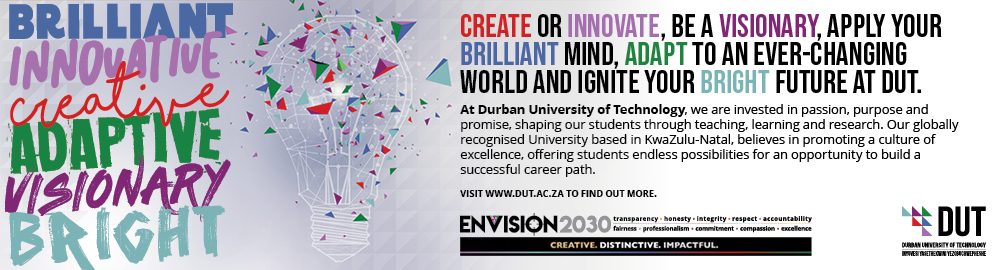 BRILLIANT
INNOVATIVE
creative
ADAPTIVE
VISIONARY
BRIGHT
CREATE OR INNOVATE, BE A VISIONARY, APPLY YOUR
BRILLIANT MIND, ADAPT TO AN EVER-CHANGING
WORLD AND IGNITE YOUR BRIGHT FUTURE AT DUT.
At Durban University of Technology, we are invested in passion, purpose and
promise, shaping our students through teaching, learning and research. Our globally
recognised University based in KwaZulu-Natal, believes in promoting a culture of
excellence, offering students endless possibilities for an opportunity to build a
successful career path.
VISIT WWW.DUT.AC.ZA TO FIND OUT MORE.
ENVISION2030
transparency • honesty • integrity • respect • accountability
fairness • professionalism • commitment • compassion • excellence
CREATIVE. DISTINCTIVE. IMPACTFUL.
DUT
DURBAN UNIVERSITY OF TECHNOLOGY
INYUVESI YASETHEKWINI YEZOBUCHWEPHESHE